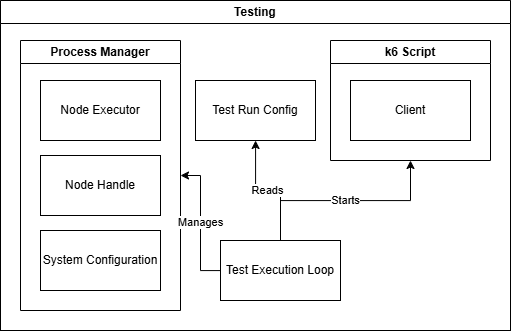 Testing
Process Manager
Node Executor
Node Handle
System Configuration
Test Run Config
k6 Script
Client
Reads
Starts
Manages
Test Execution Loop